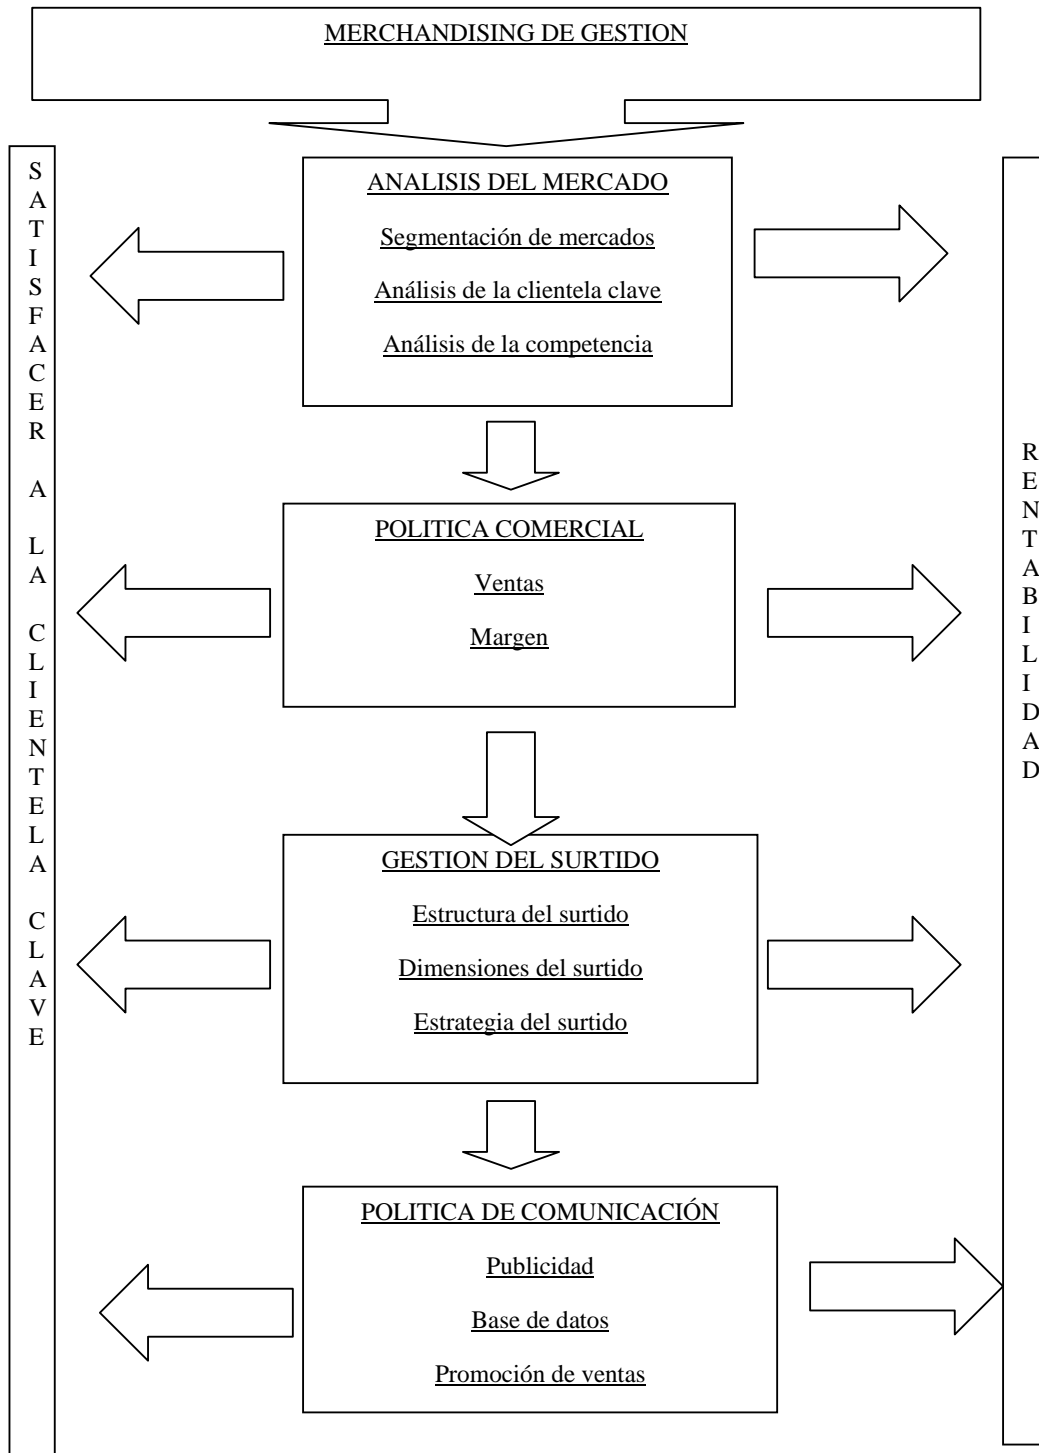 MERCHANDISING DE GESTION
SATISFACER A LA CLIENTELA CLAVE
ANALISIS DEL MERCADO
Segmentación de mercados
Análisis de la clientela clave
Análisis de la competencia
POLITICA COMERCIAL
Ventas
Margen
GESTION DEL SURTIDO
Estructura del surtido
Dimensiones del surtido
Estrategia del surtido
POLITICA DE COMUNICACIÓN
Publicidad
Base de datos
Promoción de ventas
RENTABILIDAD